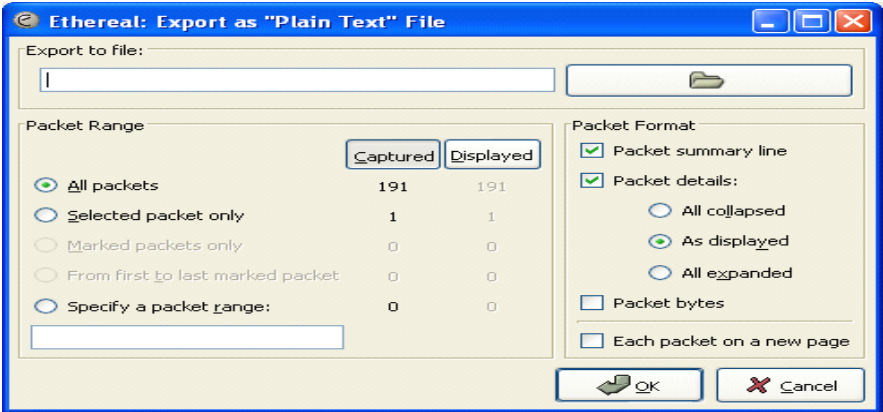 Ethereal: Export as "Plain Text" File
Export to file:
Packet Range
Captured Displayed
All packets 191 191
Selected packet only 1 1
Marked packets only 0 0
From first to last marked packet 0 0
Specify a packet range: 0 0
Packet Format
Packet summary line
Packet details:
All collapsed
As displayed
All expanded
Packet bytes
Each packet on a new page
OK Cancel